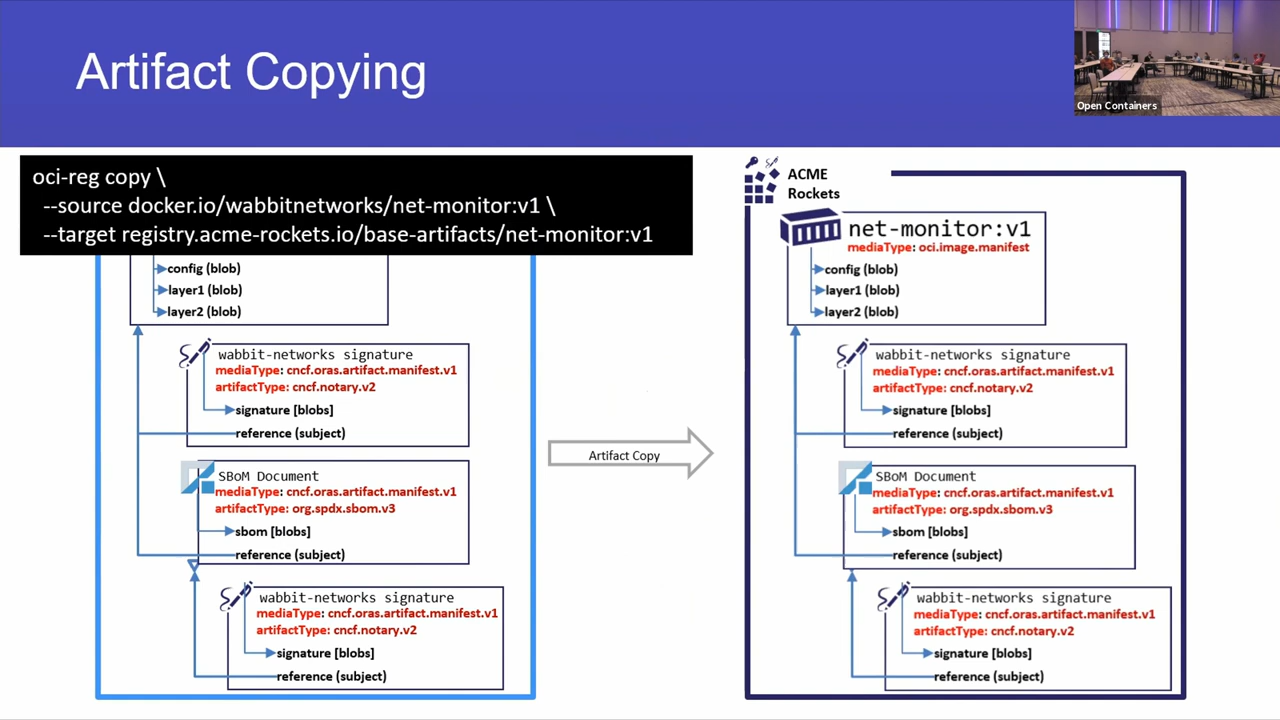 Artifact Copying
Open Containers
oci-reg copy \
--source docker.io/wabbitnetworks/net-monitor:v1 \
--target registry.acme-rockets.io/base-artifacts/net-monitor:v1
config (blob)
layer1 (blob)
layer2 (blob)
wabbit-networks signature
mediaType: cncf.oras.artifact.manifest.v1
artifactType: cncf.notary.v2
signature [blobs]
reference (subject)
SBoM Document
mediaType: cncf.oras.artifact.manifest.v1
artifactType: org.spdx.sbom.v3
sbom [blobs]
reference (subject)
wabbit-networks signature
mediaType: cncf.oras.artifact.manifest.v1
artifactType: cncf.notary.v2
signature [blobs]
reference (subject)
Artifact Copy
ACME
Rockets
net-monitor:v1
mediaType: oci.image.manifest
config (blob)
layer1 (blob)
layer2 (blob)
wabbit-networks signature
mediaType: cncf.oras.artifact.manifest.v1
artifactType: cncf.notary.v2
signature [blobs]
reference (subject)
SBoM Document
mediaType: cncf.oras.artifact.manifest.v1
artifactType: org.spdx.sbom.v3
sbom [blobs]
reference (subject)
wabbit-networks signature
mediaType: cncf.oras.artifact.manifest.v1
artifactType: cncf.notary.v2
signature [blobs]
reference (subject)